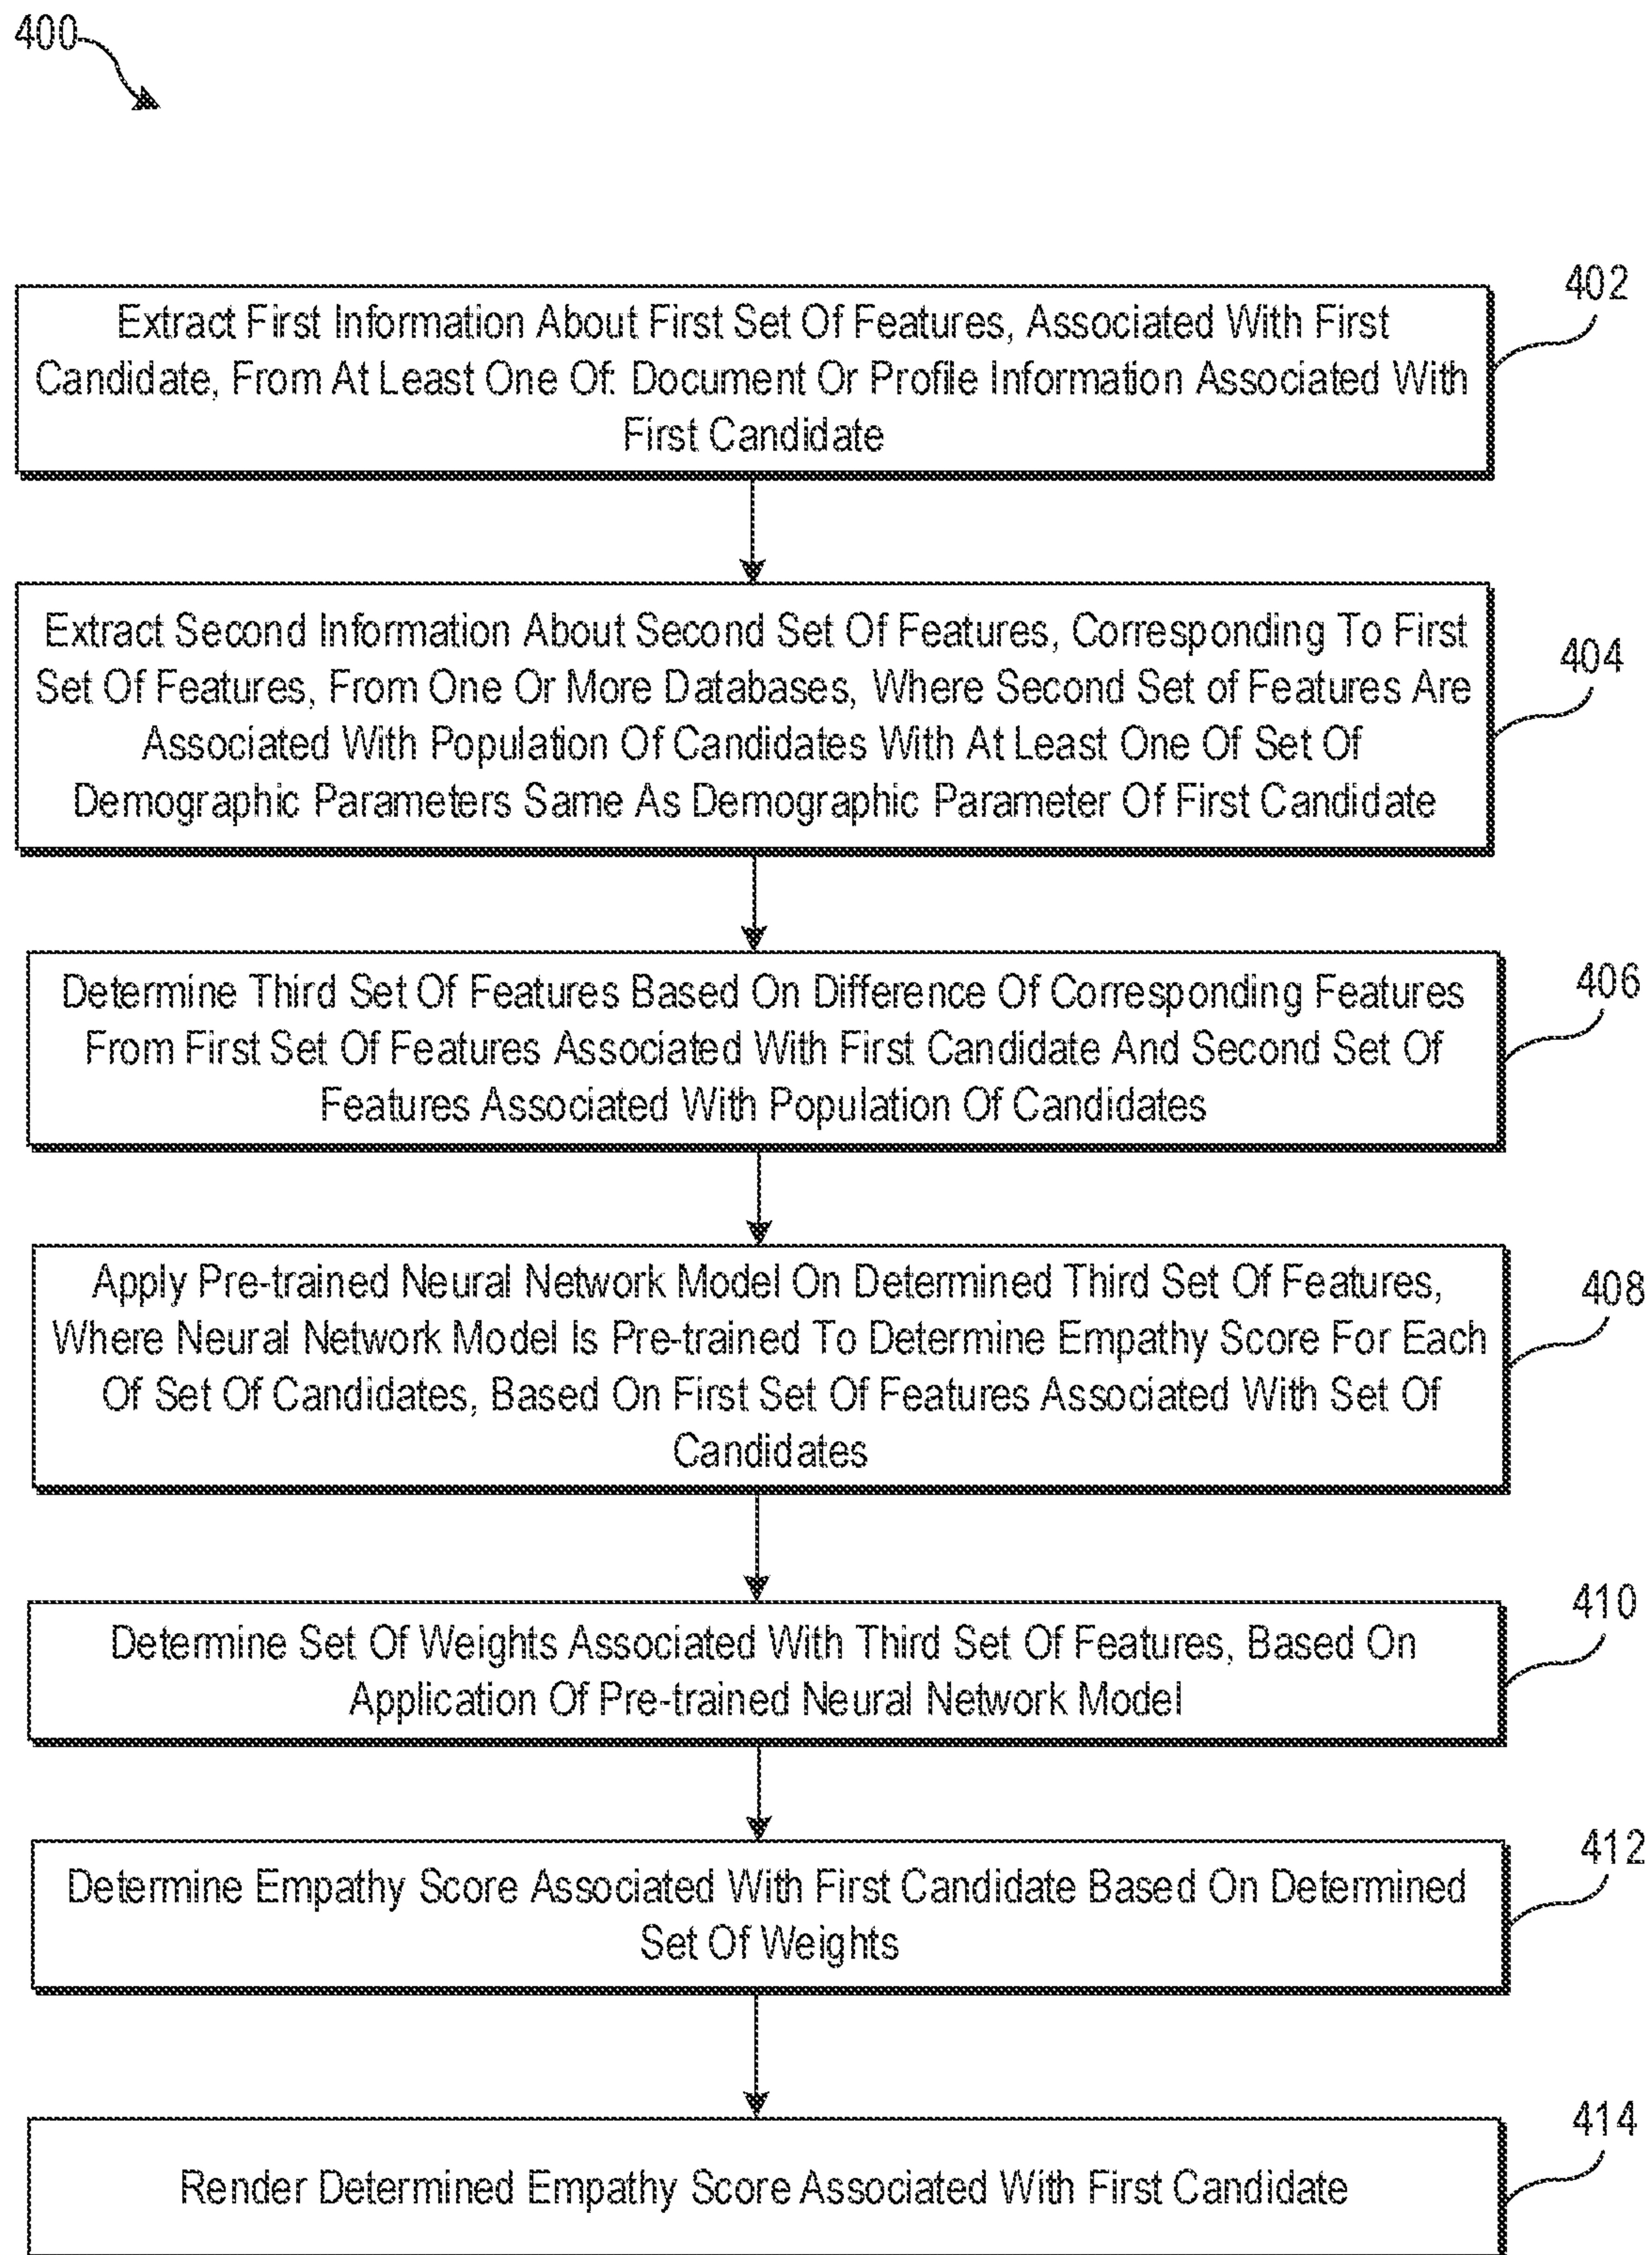 400
402
Extract First Information About First Set Of Features, Associated With First
Candidate, From At Least One Of: Document Or Profile Information Associated With
First Candidate
Extract Second Information About Second Set Of Features, Corresponding To First
404
Set Of Features, From One Or More Databases, Where Second Set of Features Are
Associated With Population Of Candidates With At Least One Of Set Of
Demographic Parameters Same As Demographic Parameter Of First Candidate
406
Determine Third Set Of Features Based On Difference Of Corresponding Features
From First Set Of Features Associated With First Candidate And Second Set Of
Features Associated With Population Of Candidates
408
Apply Pre-trained Neural Network Model On Determined Third Set Of Features,
Where Neural Network Model Is Pre-trained To Determine Empathy Score For Each
Of Set Of Candidates, Based On First Set Of Features Associated With Set Of
Candidates
410
Determine Set Of Weights Associated With Third Set Of Features, Based On
Application Of Pre-trained Neural Network Model
412
Determine Empathy Score Associated With First Candidate Based On Determined
Set Of Weights
414
Render Determined Empathy Score Associated With First Candidate